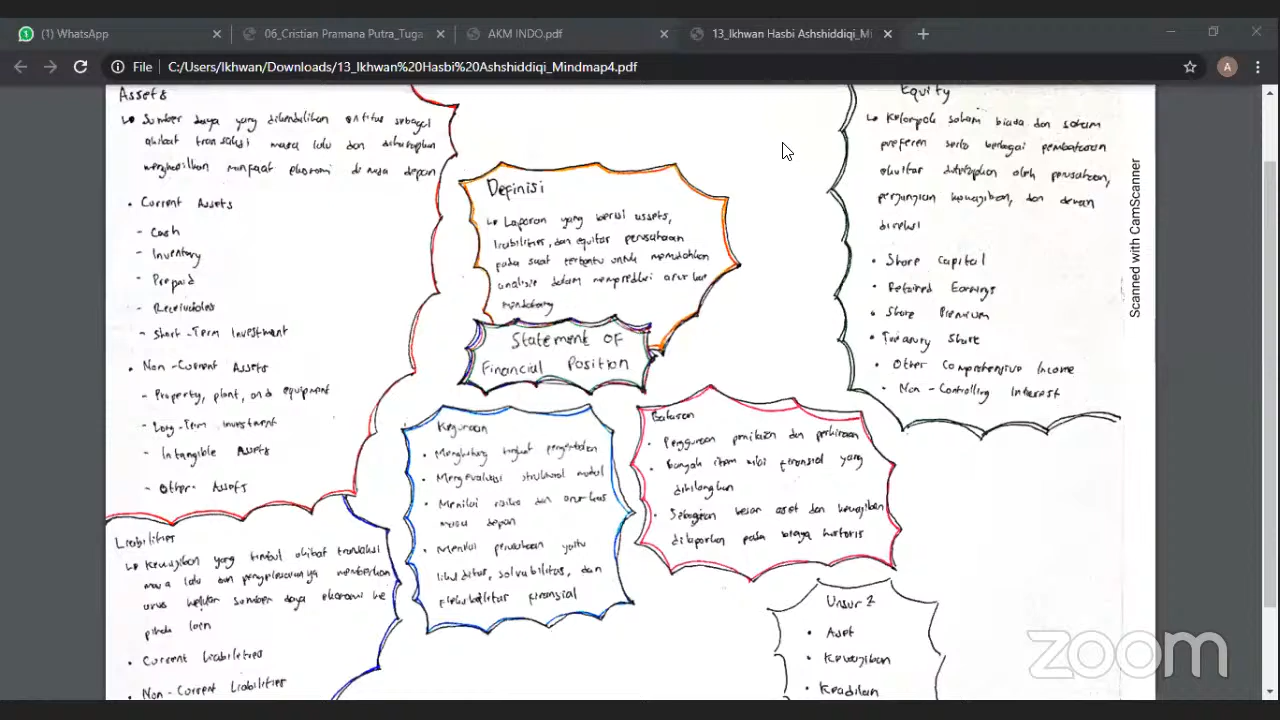 (1) WhatsApp
06_Cristian Pramana Putra_Tuga
AKM INDO.pdf
13_Ikhwan Hasbi Ashshiddiqi_Mi
File
C:/Users/Ikhwan/Downloads/13_Ikhwan%20Hasbi%20Ashshiddiqi_Mindmap4.pdf
A
Assets
↳ Sumber daya yang dikendalikan entitas sebagai
akibat transaksi masa lalu dan diharapkan
menghasilkan manfaat ekonomi di masa depan
• Current Assets
- Cash
- Inventory
- Prepaid
- Receivables
- Short-Term Investment
• Non-Current Assets
- Property, plant, and equipment
- Long-Term Investment
- Intangible Assets
- Other Assets
Definisi
↳ Laporan yang berisi assets,
liabilities, dan equitas perusahaan
pada saat tertentu untuk memudahkan
analisis dalam memprediksi arus kas
mendatang
Statement Of
Financial Position
Equity
↳ Kelompok saham biasa dan saham
preferen serta berbagai pembatasan
ekuitas ditetapkan oleh perusahaan,
perjanjian kewajiban, dan dewan
direksi
• Share Capital
• Retained Earnings
• Share Premium
• Treasury Share
• Other Comprehensive Income
• Non-Controlling Interest
Scanned with CamScanner
Kegunaan
• Menghitung tingkat pengembalian
• Mengevaluasi struktural modal
• Menilai risiko dan arus kas
masa depan
• Menilai perusahaan yaitu
likuiditas, solvabilitas, dan
fleksibelitas finansial
Batasan
• Penggunaan penilaian dan perkiraan
• Banyak item nilai finansial yang
dihilangkan
• Sebagian besar aset dan kewajiban
dilaporkan pada biaya historis
Liabilities
↳ Kewajiban yang timbul akibat transaksi
masa lalu dan penyelesaiannya memberikan
arus keluar sumber daya ekonomi ke
pihak lain
• Current Liabilities
• Non-Current Liabilities
Unsur 2
• Aset
• Kewajiban
• Keadilan
zoom